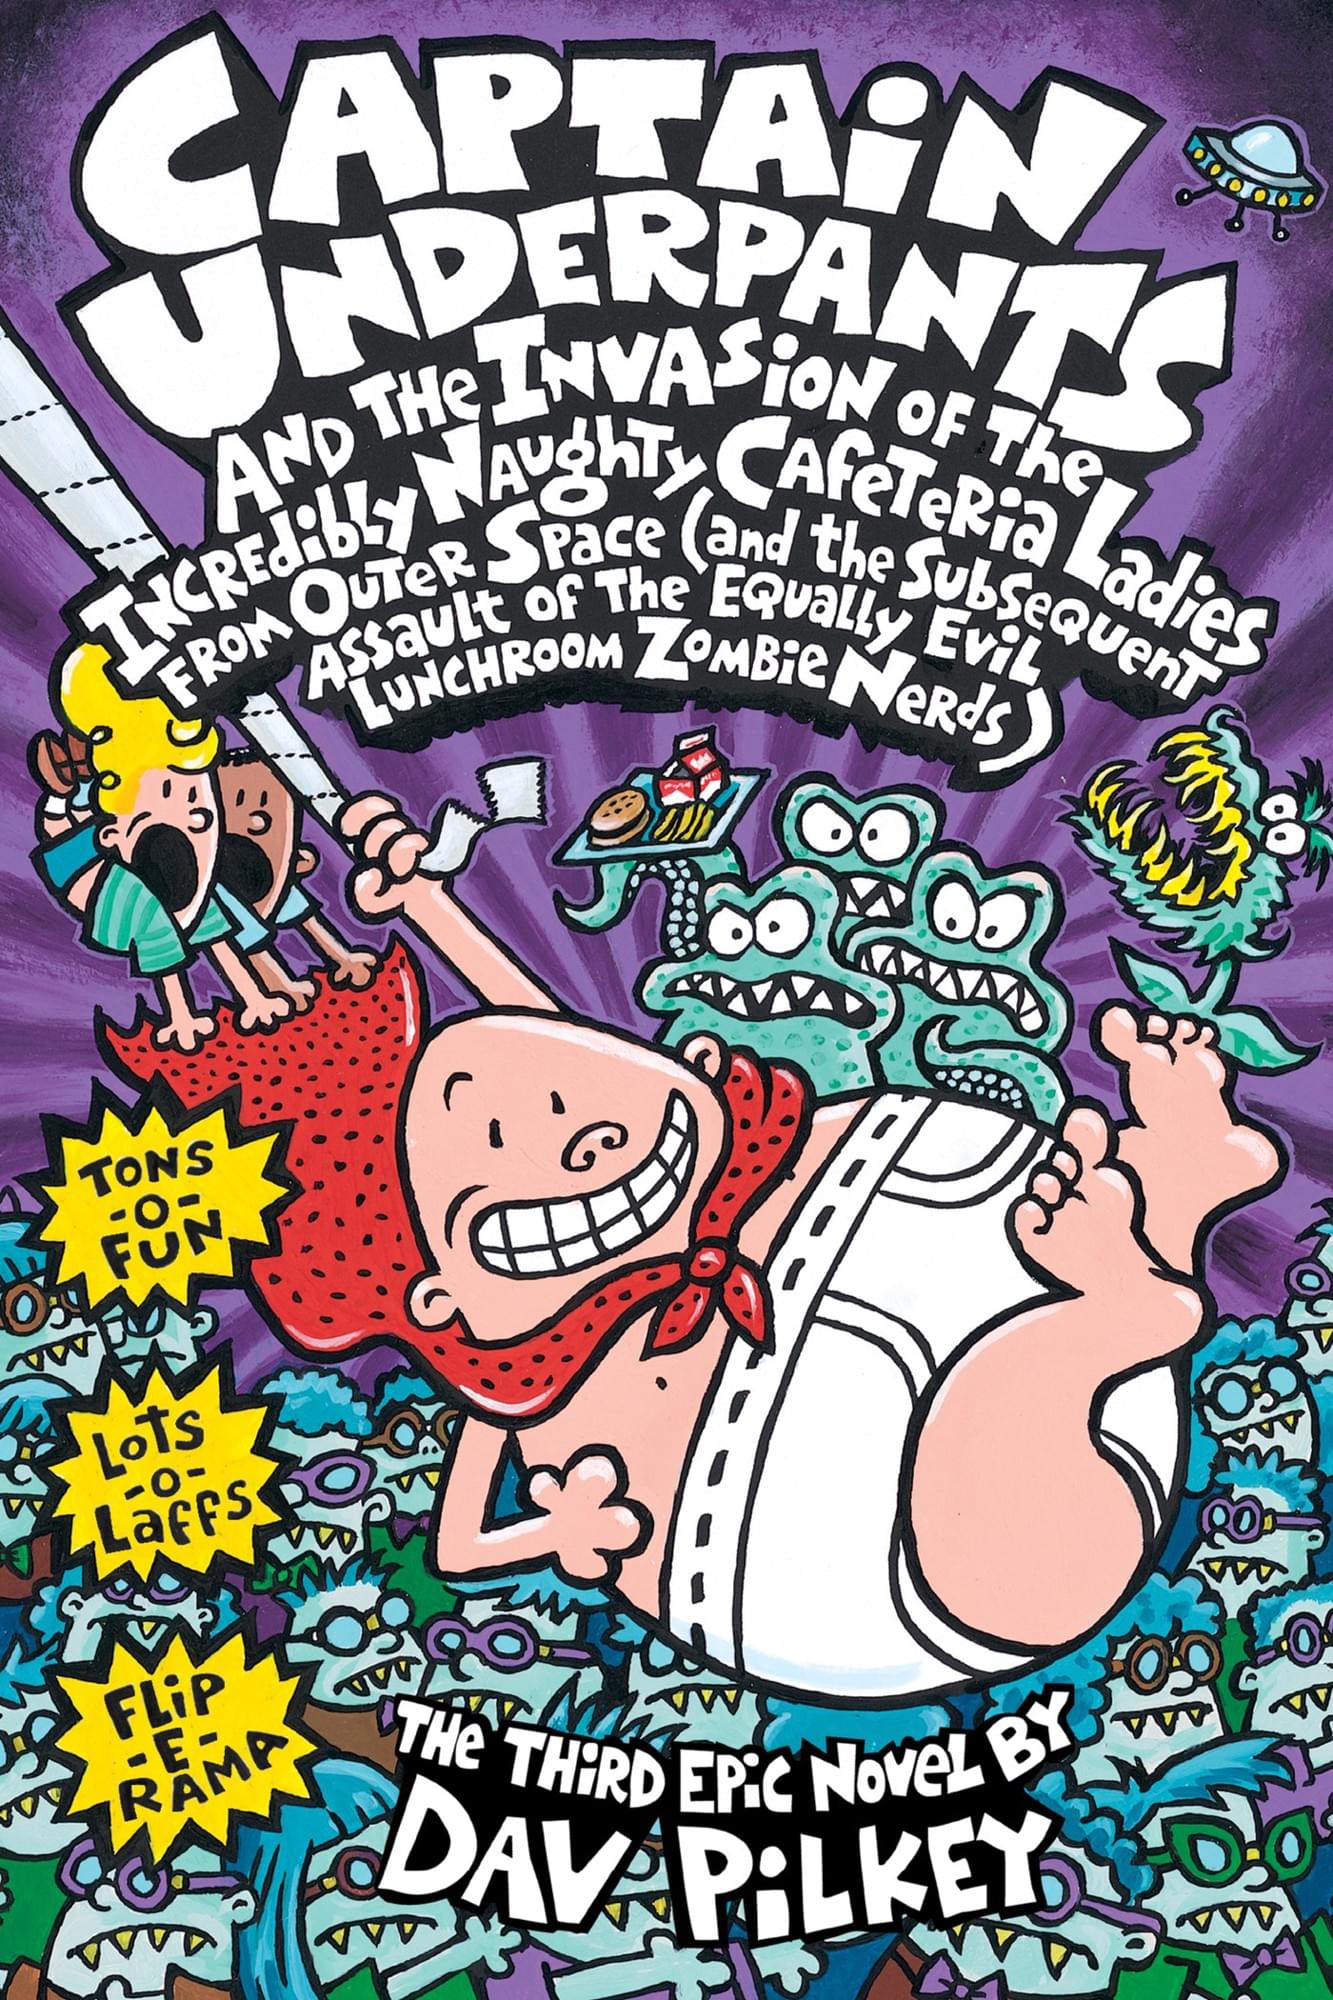 CAPTAiN
UNDERPANTS
AND THe INVASiON OF The
INCREdibLy NAughTy CAFeTeRia Ladies
FROM OuTeR Space (and the SubseQuenT
Assault of The EQually Evil
LUNCHROOM ZOMBie NeRds)
TONS
-O-
FUN
LoTS
-o-
LaffS
FLiP
-E-
RAMA
THe THiRD EPiC NoveL BY
DAV PiLKEY